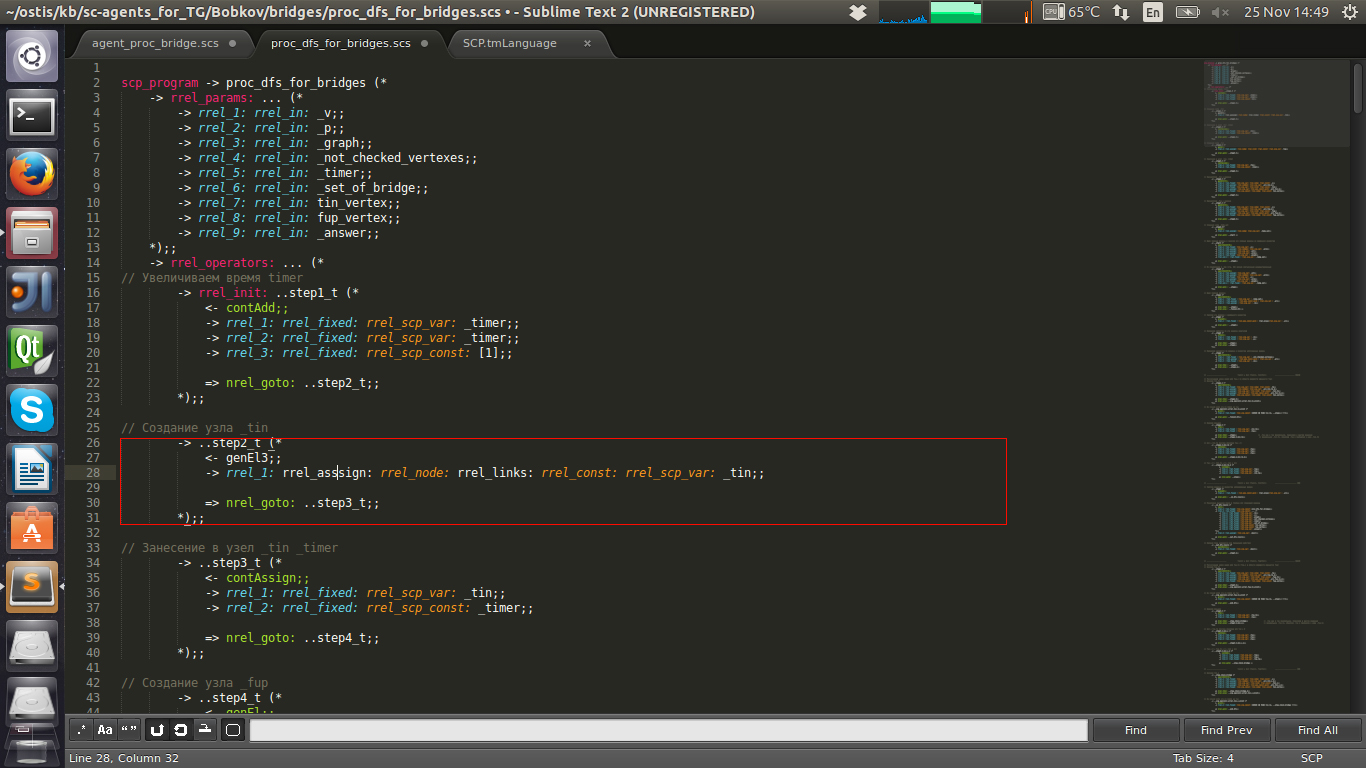 ~/ostis/kb/sc-agents_for_TG/Bobkov/bridges/proc_dfs_for_bridges.scs • - Sublime Text 2 (UNREGISTERED)
CPU 65°C En 25 Nov 14:49
agent_proc_bridge.scs proc_dfs_for_bridges.scs SCP.tmLanguage ×
1
2 scp_program -> proc_dfs_for_bridges (*
3 -> rrel_params: ... (*
4 -> rrel_1: rrel_in: _v;;
5 -> rrel_2: rrel_in: _p;;
6 -> rrel_3: rrel_in: _graph;;
7 -> rrel_4: rrel_in: _not_checked_vertexes;;
8 -> rrel_5: rrel_in: _timer;;
9 -> rrel_6: rrel_in: _set_of_bridge;;
10 -> rrel_7: rrel_in: tin_vertex;;
11 -> rrel_8: rrel_in: fup_vertex;;
12 -> rrel_9: rrel_in: _answer;;
13 *);;
14 -> rrel_operators: ... (*
15 // Увеличиваем время timer
16 -> rrel_init: ..step1_t (*
17 <- contAdd;;
18 -> rrel_1: rrel_fixed: rrel_scp_var: _timer;;
19 -> rrel_2: rrel_fixed: rrel_scp_var: _timer;;
20 -> rrel_3: rrel_fixed: rrel_scp_const: [1];;
21
22 => nrel_goto: ..step2_t;;
23 *);;
24
25 // Создание узла _tin
26 -> ..step2_t (*
27 <- genEl3;;
28 -> rrel_1: rrel_assign: rrel_node: rrel_links: rrel_const: rrel_scp_var: _tin;;
29
30 => nrel_goto: ..step3_t;;
31 *);;
32
33 // Занесение в узел _tin _timer
34 -> ..step3_t (*
35 <- contAssign;;
36 -> rrel_1: rrel_fixed: rrel_scp_var: _tin;;
37 -> rrel_2: rrel_fixed: rrel_scp_const: _timer;;
38
39 => nrel_goto: ..step4_t;;
40 *);;
41
42 // Создание узла _fup
43 -> ..step4_t (*
44 <- genEl;;
.* Aa “ ” Find Find Prev Find All
Line 28, Column 32 Tab Size: 4 SCP